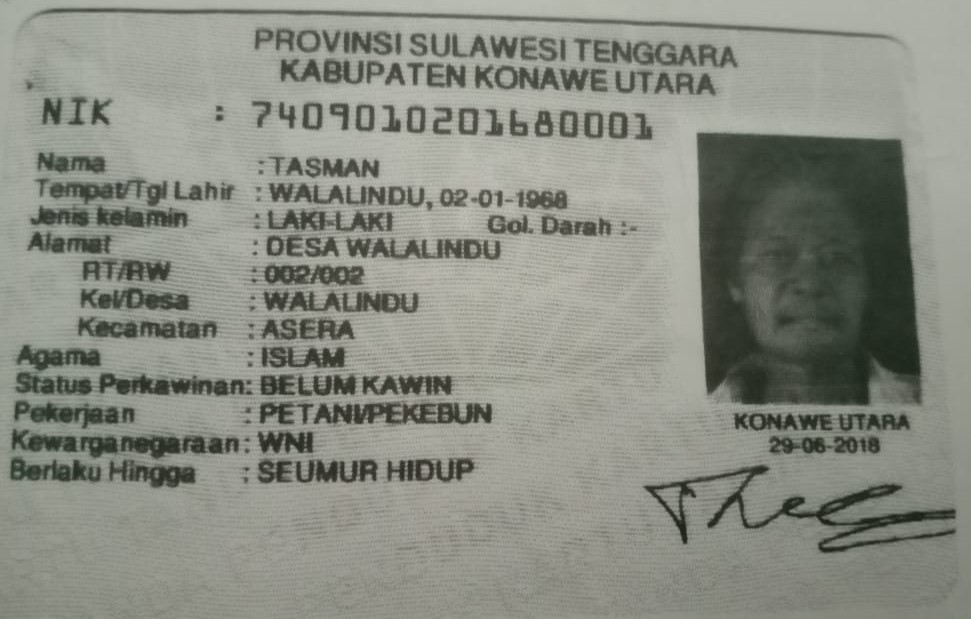 PROVINSI SULAWESI TENGGARA
KABUPATEN KONAWE UTARA
NIK : 7409010201680001
Nama : TASMAN
Tempat/Tgl Lahir : WALALINDU, 02-01-1968
Jenis kelamin : LAKI-LAKI Gol. Darah :-
Alamat : DESA WALALINDU
RT/RW : 002/002
Kel/Desa : WALALINDU
Kecamatan : ASERA
Agama : ISLAM
Status Perkawinan: BELUM KAWIN
Pekerjaan : PETANI/PEKEBUN
Kewarganegaraan: WNI
Berlaku Hingga : SEUMUR HIDUP
KONAWE UTARA
29-06-2018